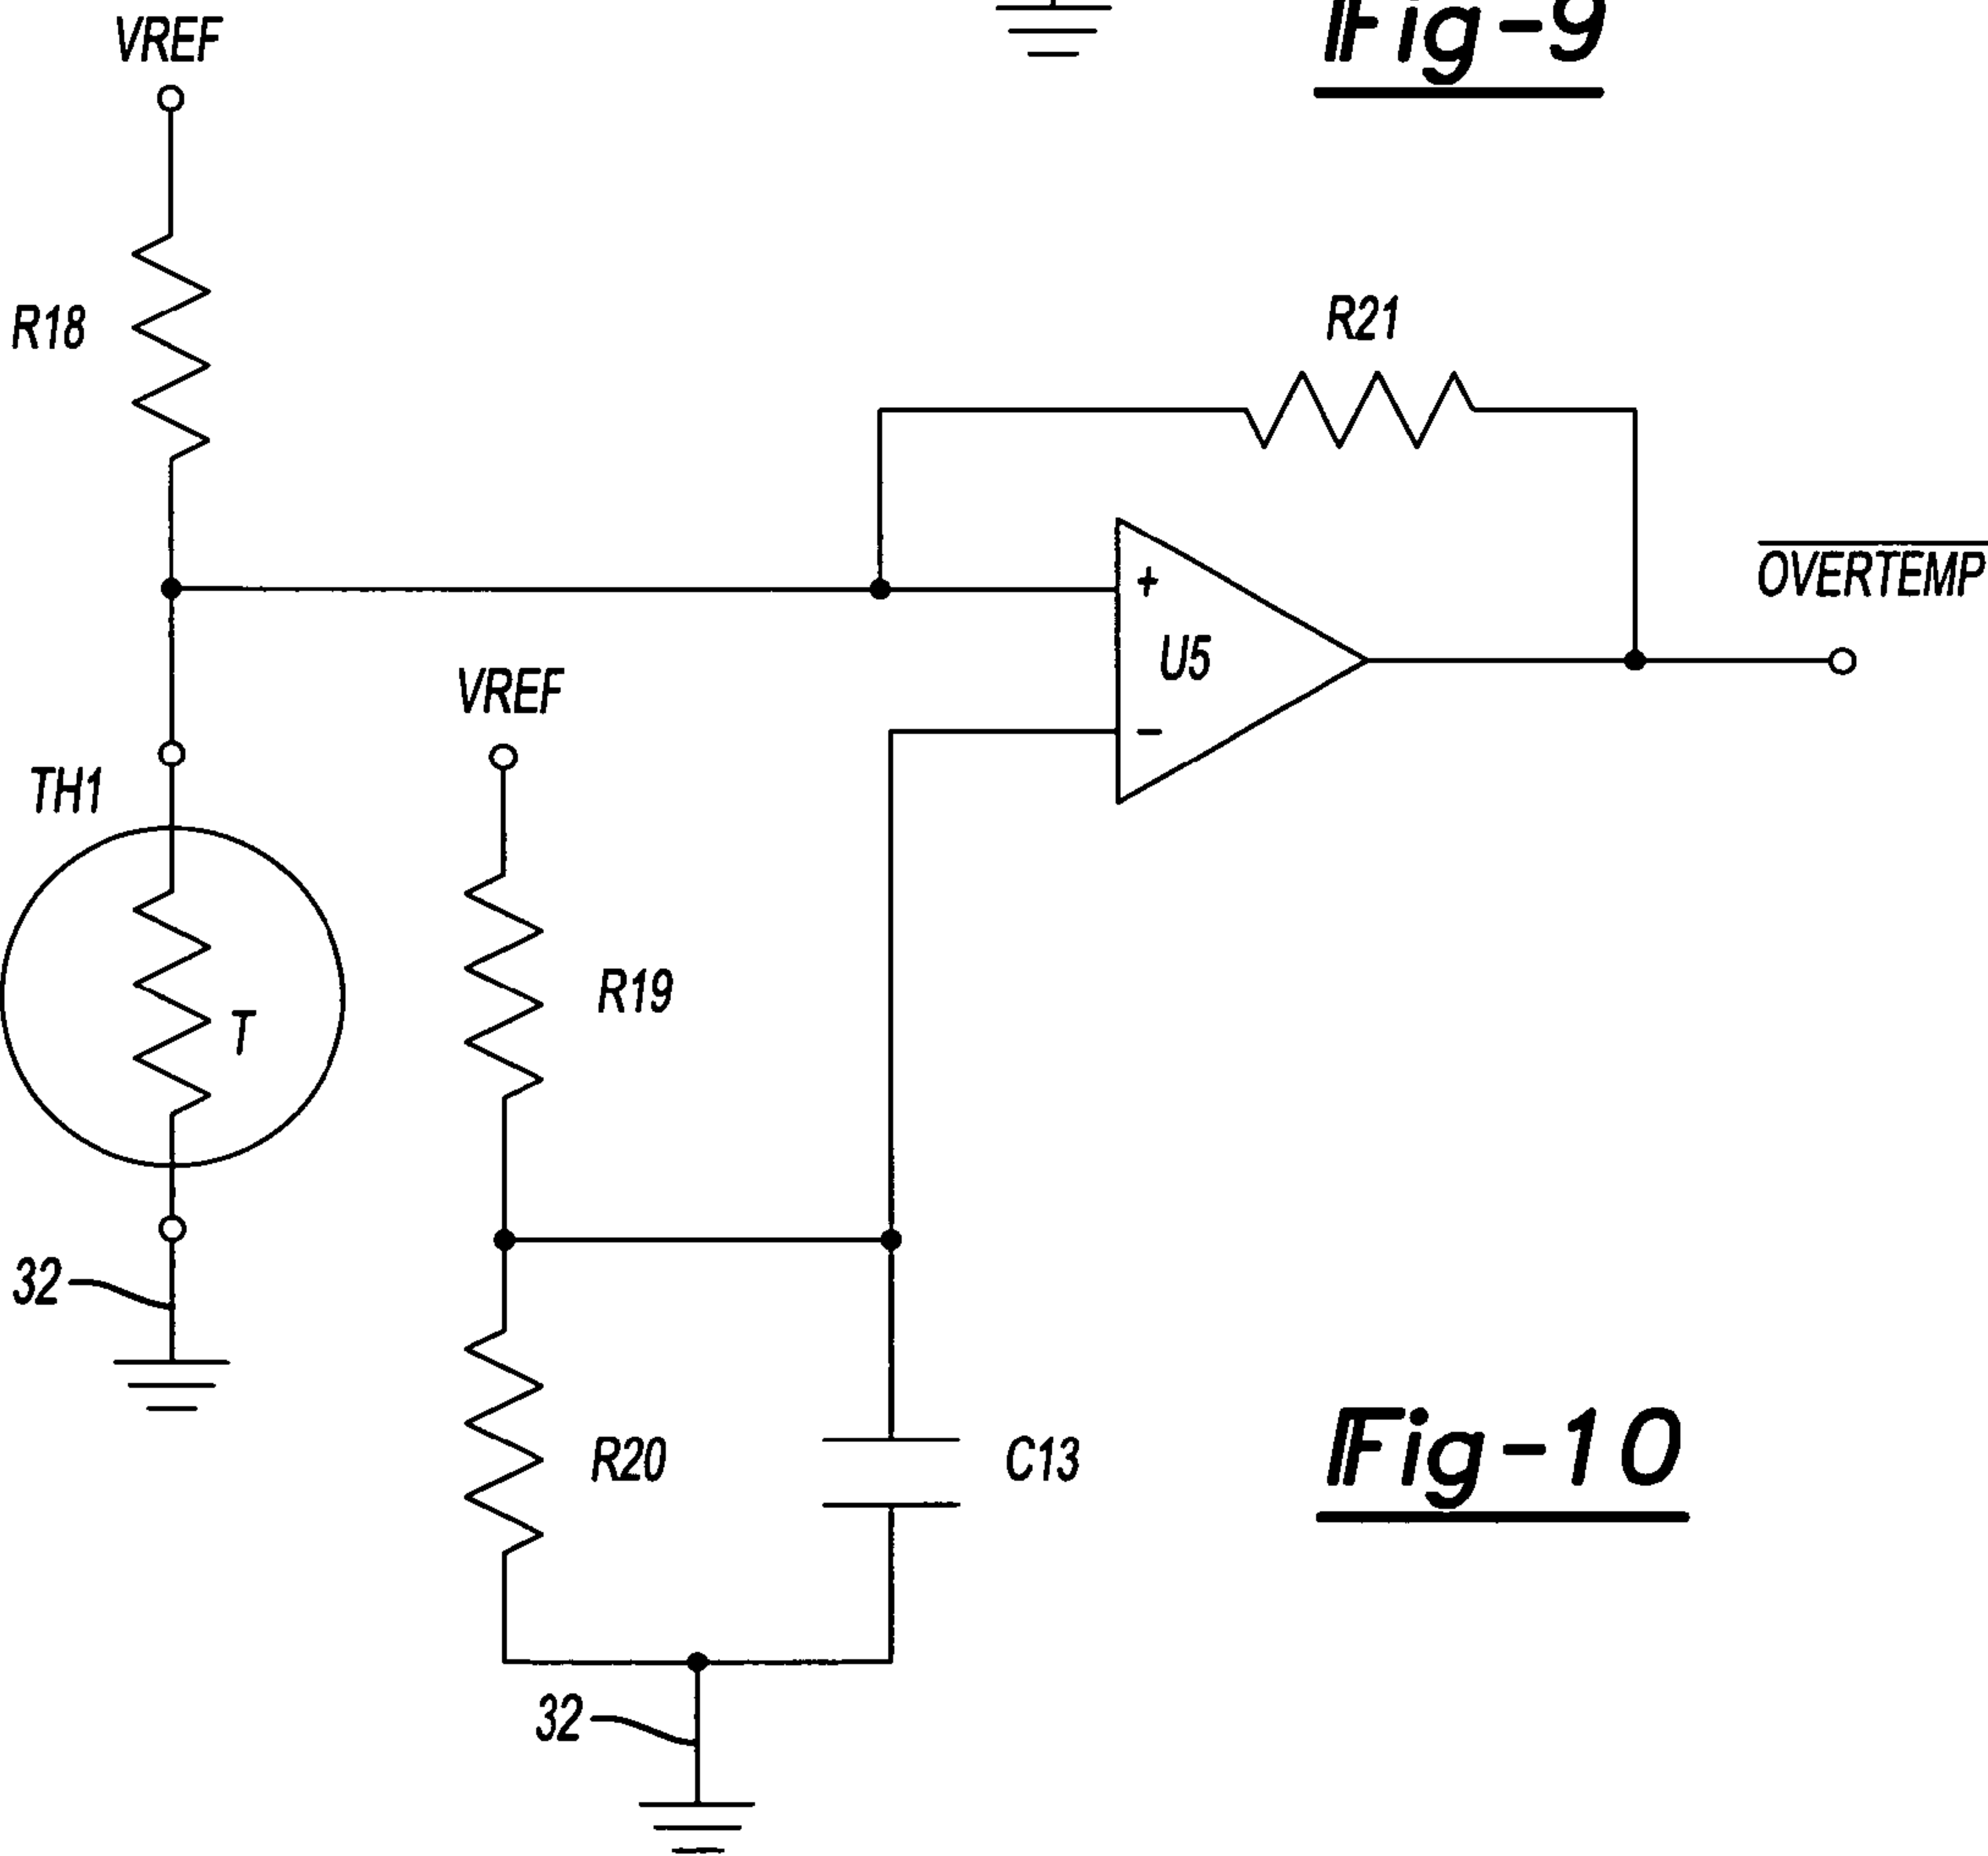 Fig-9
VREF
R18
R21
+
U5
-
OVERTEMP
VREF
TH1
T
R19
32
R20
C13
Fig-10
32